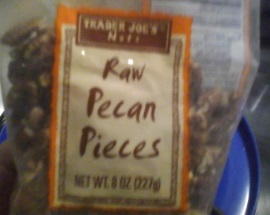 TRADER JOE'S
Nuts
Raw
Pecan
Pieces
NET WT. 8 OZ (227g)